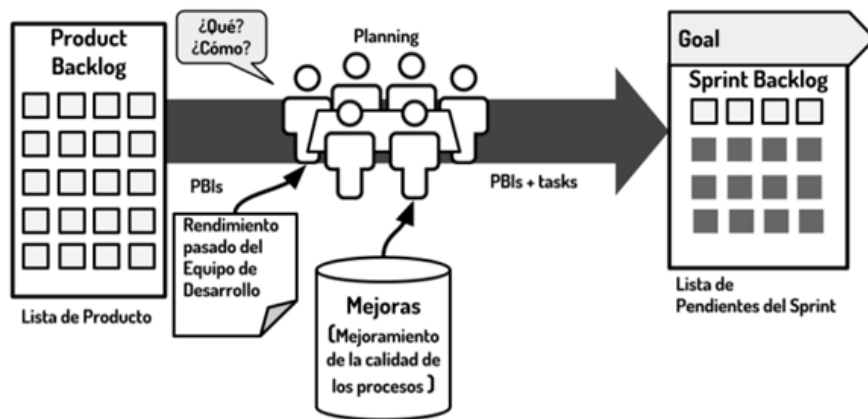 Product
Backlog
¿Qué?
¿Cómo?
Planning
Goal
Sprint Backlog
PBIs
PBIs + tasks
Rendimiento
pasado del
Equipo de
Desarrollo
Mejoras
(Mejoramiento
de la calidad de
los procesos )
Lista de Producto
Lista de
Pendientes del Sprint